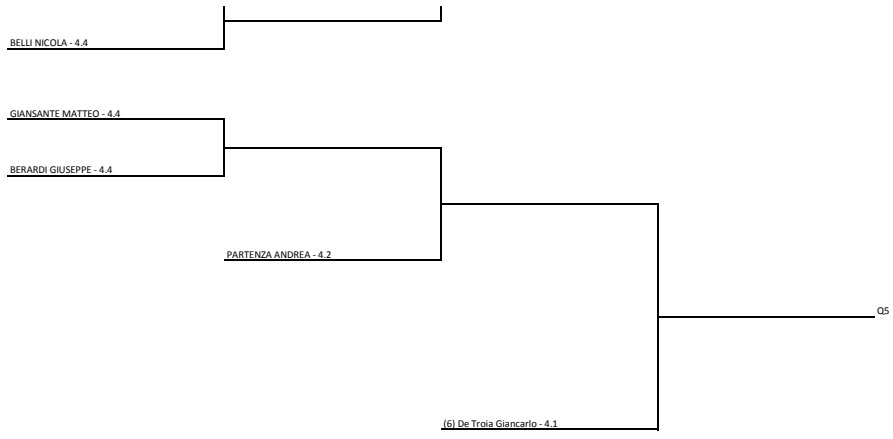 BELLI NICOLA - 4.4
GIANSANTE MATTEO - 4.4
BERARDI GIUSEPPE - 4.4
PARTENZA ANDREA - 4.2
Q5
(6) De Troia Giancarlo - 4.1